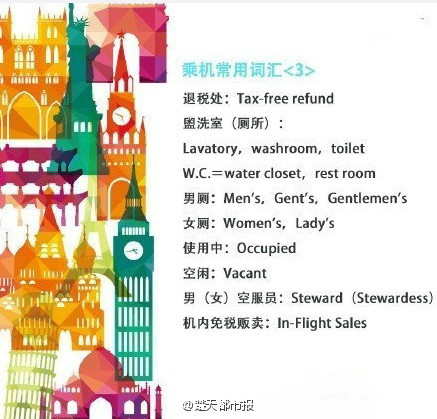 乘机常用词汇<3>
退税处：Tax-free refund
盥洗室（厕所）：
Lavatory，washroom，toilet
W.C.＝water closet，rest room
男厕：Men's，Gent's，Gentlemen's
女厕：Women's，Lady's
使用中：Occupied
空闲：Vacant
男（女）空服员：Steward（Stewardess）
机内免税贩卖：In-Flight Sales
@楚天都市报